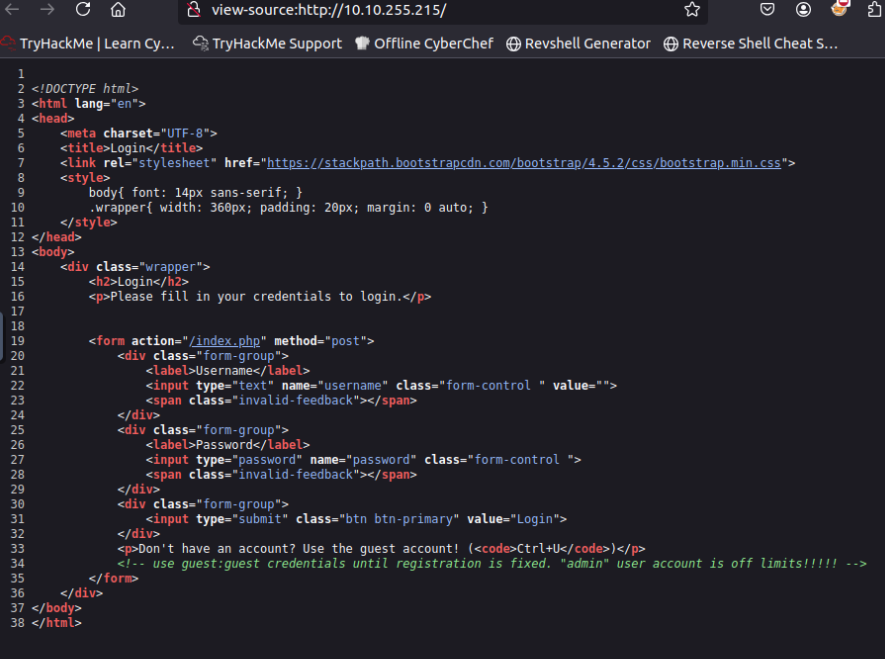 view-source:http://10.10.255.215/
TryHackMe | Learn Cy... TryHackMe Support Offline CyberChef Revshell Generator Reverse Shell Cheat S...
1
2 <!DOCTYPE html>
3 <html lang="en">
4 <head>
5 <meta charset="UTF-8">
6 <title>Login</title>
7 <link rel="stylesheet" href="https://stackpath.bootstrapcdn.com/bootstrap/4.5.2/css/bootstrap.min.css">
8 <style>
9 body{ font: 14px sans-serif; }
10 .wrapper{ width: 360px; padding: 20px; margin: 0 auto; }
11 </style>
12 </head>
13 <body>
14 <div class="wrapper">
15 <h2>Login</h2>
16 <p>Please fill in your credentials to login.</p>
17
18
19 <form action="/index.php" method="post">
20 <div class="form-group">
21 <label>Username</label>
22 <input type="text" name="username" class="form-control " value="">
23 <span class="invalid-feedback"></span>
24 </div>
25 <div class="form-group">
26 <label>Password</label>
27 <input type="password" name="password" class="form-control ">
28 <span class="invalid-feedback"></span>
29 </div>
30 <div class="form-group">
31 <input type="submit" class="btn btn-primary" value="Login">
32 </div>
33 <p>Don't have an account? Use the guest account! (<code>Ctrl+U</code>)</p>
34 <!-- use guest:guest credentials until registration is fixed. "admin" user account is off limits!!!!! -->
35 </form>
36 </div>
37 </body>
38 </html>